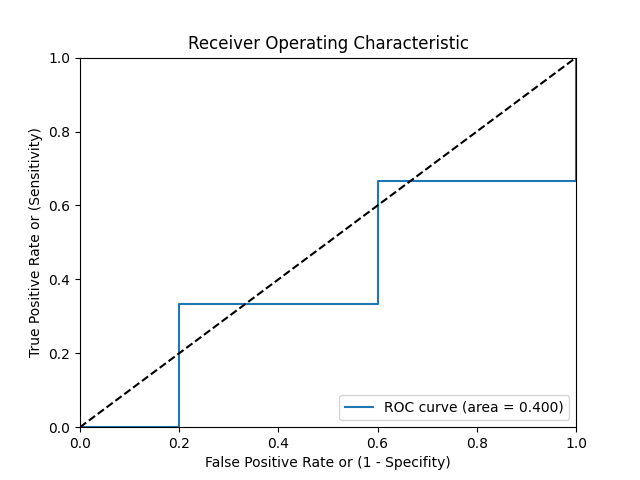 Receiver Operating Characteristic
1.0
0.8
0.6
0.4
0.2
0.0
True Positive Rate or (Sensitivity)
ROC curve (area = 0.400)
0.0 0.2 0.4 0.6 0.8 1.0
False Positive Rate or (1 - Specifity)